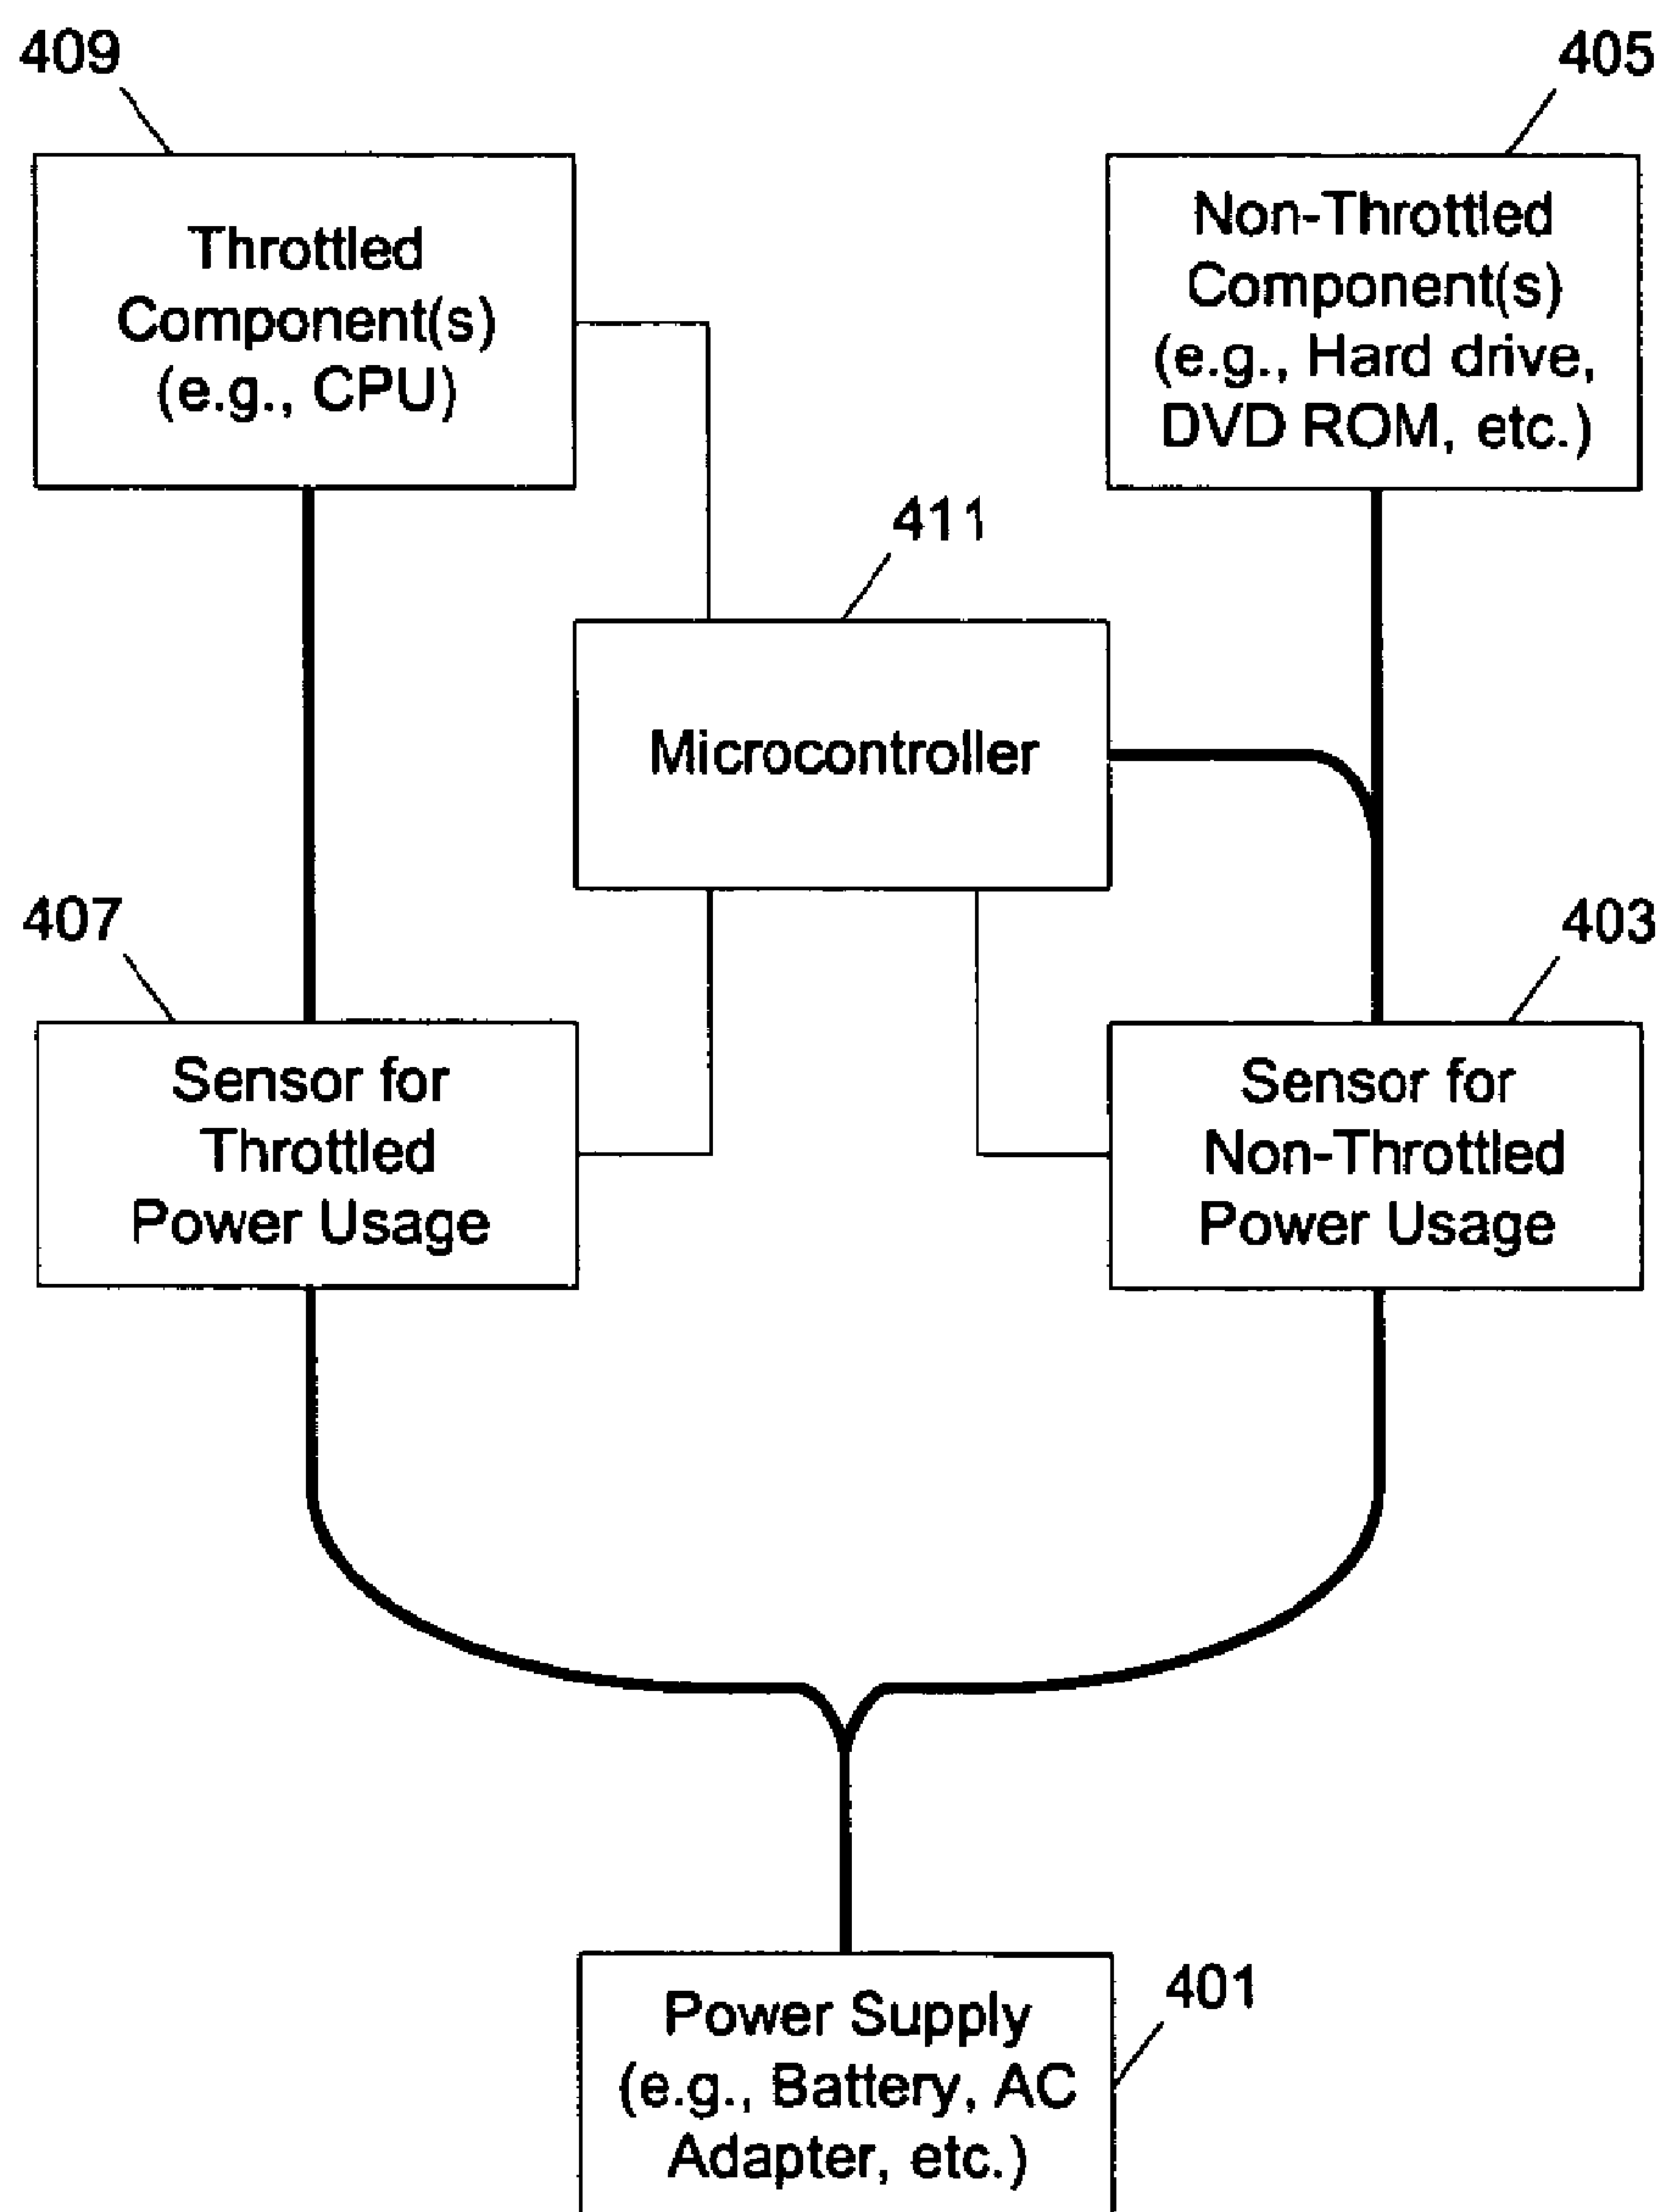 409
405
Throttled
Component(s)
(e.g., CPU)
Non-Throttled
Component(s)
(e.g., Hard drive,
DVD ROM, etc.)
411
Microcontroller
407
403
Sensor for
Throttled
Power Usage
Sensor for
Non-Throttled
Power Usage
401
Power Supply
(e.g., Battery, AC
Adapter, etc.)